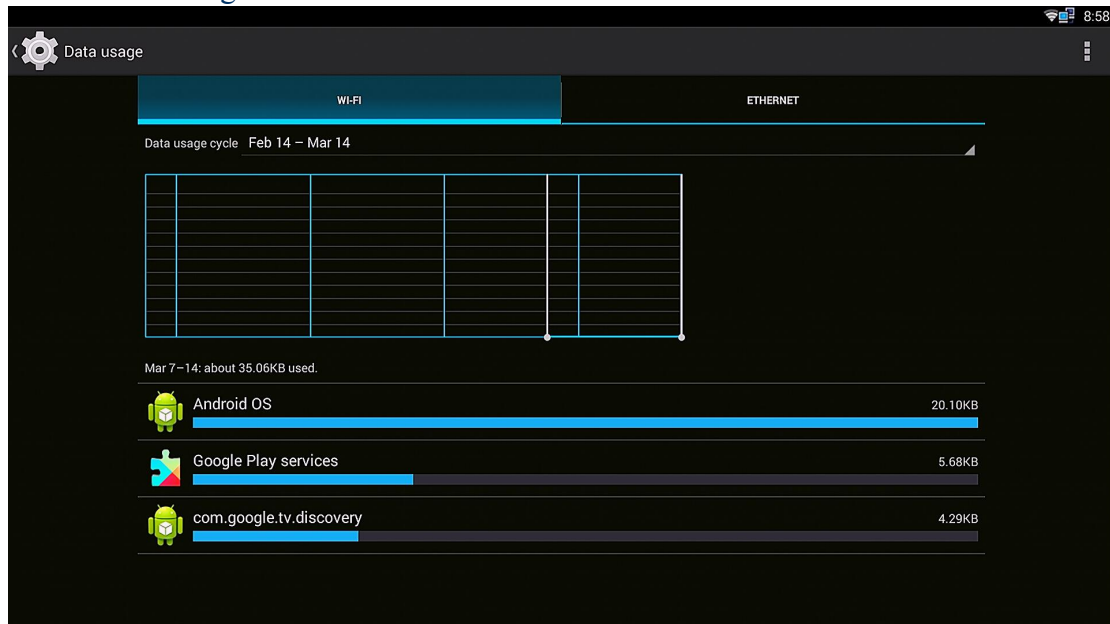 8:58
Data usage
WI-FI ETHERNET
Data usage cycle Feb 14 – Mar 14
Mar 7–14: about 35.06KB used.
Android OS 20.10KB
Google Play services 5.68KB
com.google.tv.discovery 4.29KB